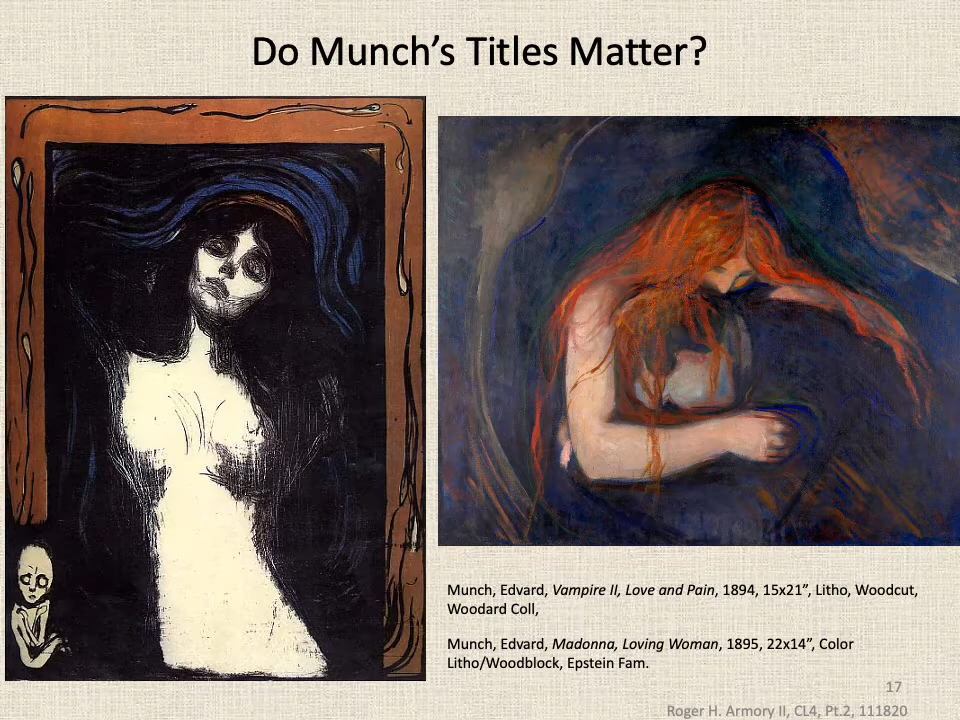 Do Munch’s Titles Matter?
Munch, Edvard, Vampire II, Love and Pain, 1894, 15x21”, Litho, Woodcut,
Woodard Coll,
Munch, Edvard, Madonna, Loving Woman, 1895, 22x14”, Color
Litho/Woodblock, Epstein Fam.
17
Roger H. Armory II, CL4, Pt.2, 111820